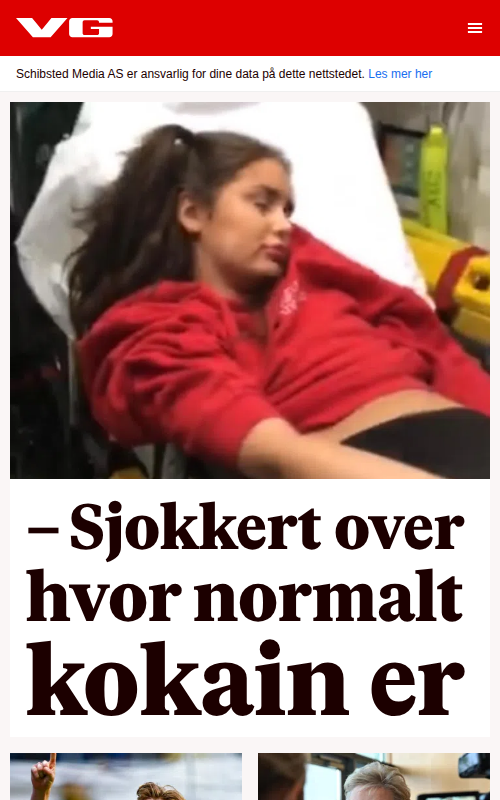 VG
Schibsted Media AS er ansvarlig for dine data på dette nettstedet. Les mer her
– Sjokkert over
hvor normalt
kokain er